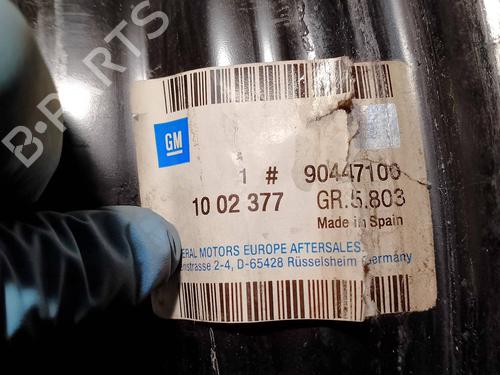 B-PARTS
GM
1 # 90447106
10 02 377 GR.5.803
Made in Spain
ERAL MOTORS EUROPE AFTERSALES.
nstrasse 2-4, D-65428 Rüsselsheim Germany